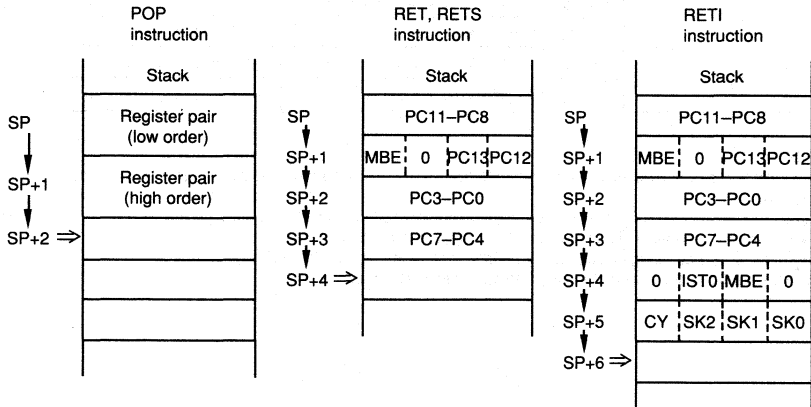 POP
instruction
Stack
SP
Register pair
(low order)
SP+1
Register pair
(high order)
SP+2
RET, RETS
instruction
Stack
SP
PC11–PC8
SP+1
MBE 0 PC13 PC12
SP+2
PC3–PC0
SP+3
PC7–PC4
SP+4
RETI
instruction
Stack
SP
PC11–PC8
SP+1
MBE 0 PC13 PC12
SP+2
PC3–PC0
SP+3
PC7–PC4
SP+4
0 IST0 MBE 0
SP+5
CY SK2 SK1 SK0
SP+6